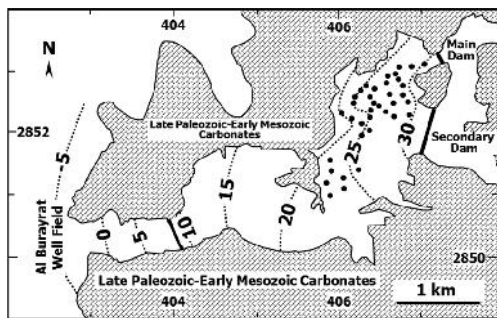 404
406
N
Main
Dam
2852
Late Paleozoic-Early Mesozoic
Carbonates
30
25
Secondary
Dam
-5
15
20
10
5
0
Al Burayrat
Well Field
2850
Late Paleozoic-Early Mesozoic Carbonates
1 km
404
406